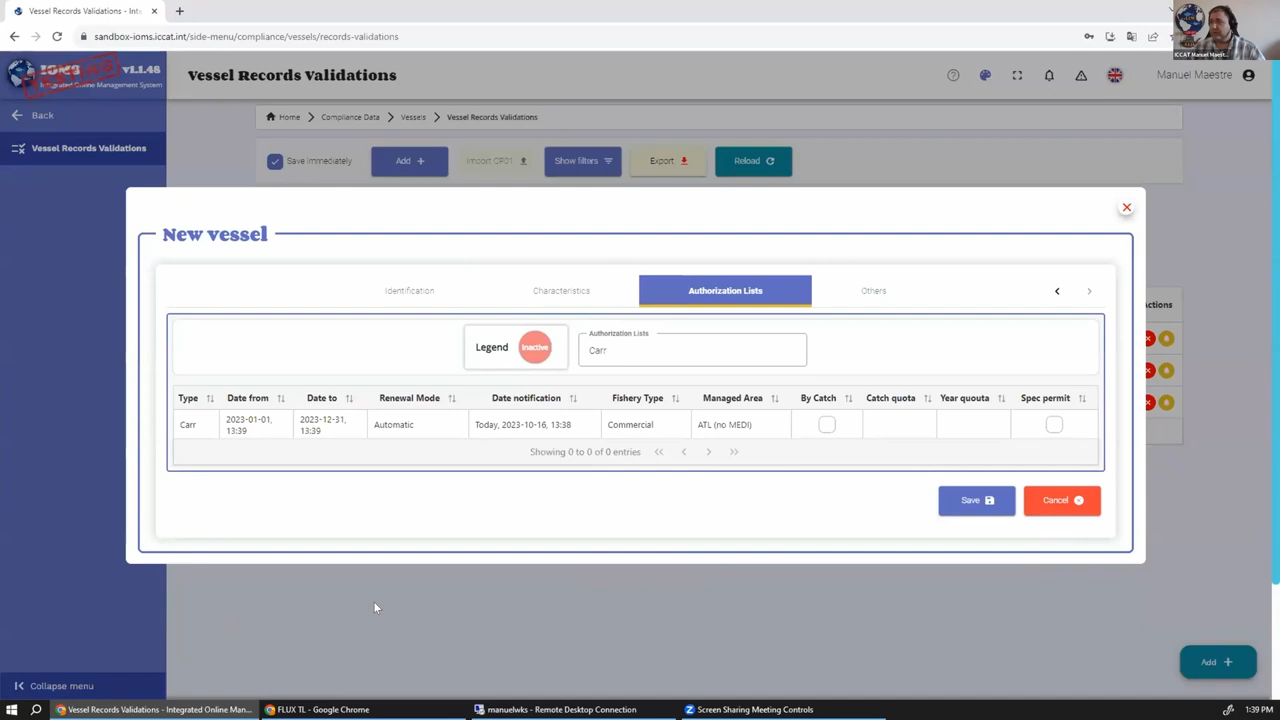 Vessel Records Validations - Inte
sandbox-ioms.iccat.int/side-menu/compliance/vessels/records-validations
ICCAT Manuel Maest...
IOMS v1.1.48
Integrated Online Management System
TESTING
Vessel Records Validations
Manuel Maestre
Back
Home > Compliance Data > Vessels > Vessel Records Validations
Vessel Records Validations
Save Immediately
Add +
Import CP01
Show filters
Export
Reload
New vessel
Identification
Characteristics
Authorization Lists
Others
ctions
Legend
Inactive
Authorization Lists
Carr
Type Date from Date to Renewal Mode Date notification Fishery Type Managed Area By Catch Catch quota Year quouta Spec permit
Carr 2023-01-01, 13:39 2023-12-31, 13:39 Automatic Today, 2023-10-16, 13:38 Commercial ATL (no MEDI)
Showing 0 to 0 of 0 entries
Save
Cancel
Add +
Collapse menu
Vessel Records Validations - Integrated Online Man...
FLUX TL - Google Chrome
manuelwks - Remote Desktop Connection
Screen Sharing Meeting Controls
1:39 PM